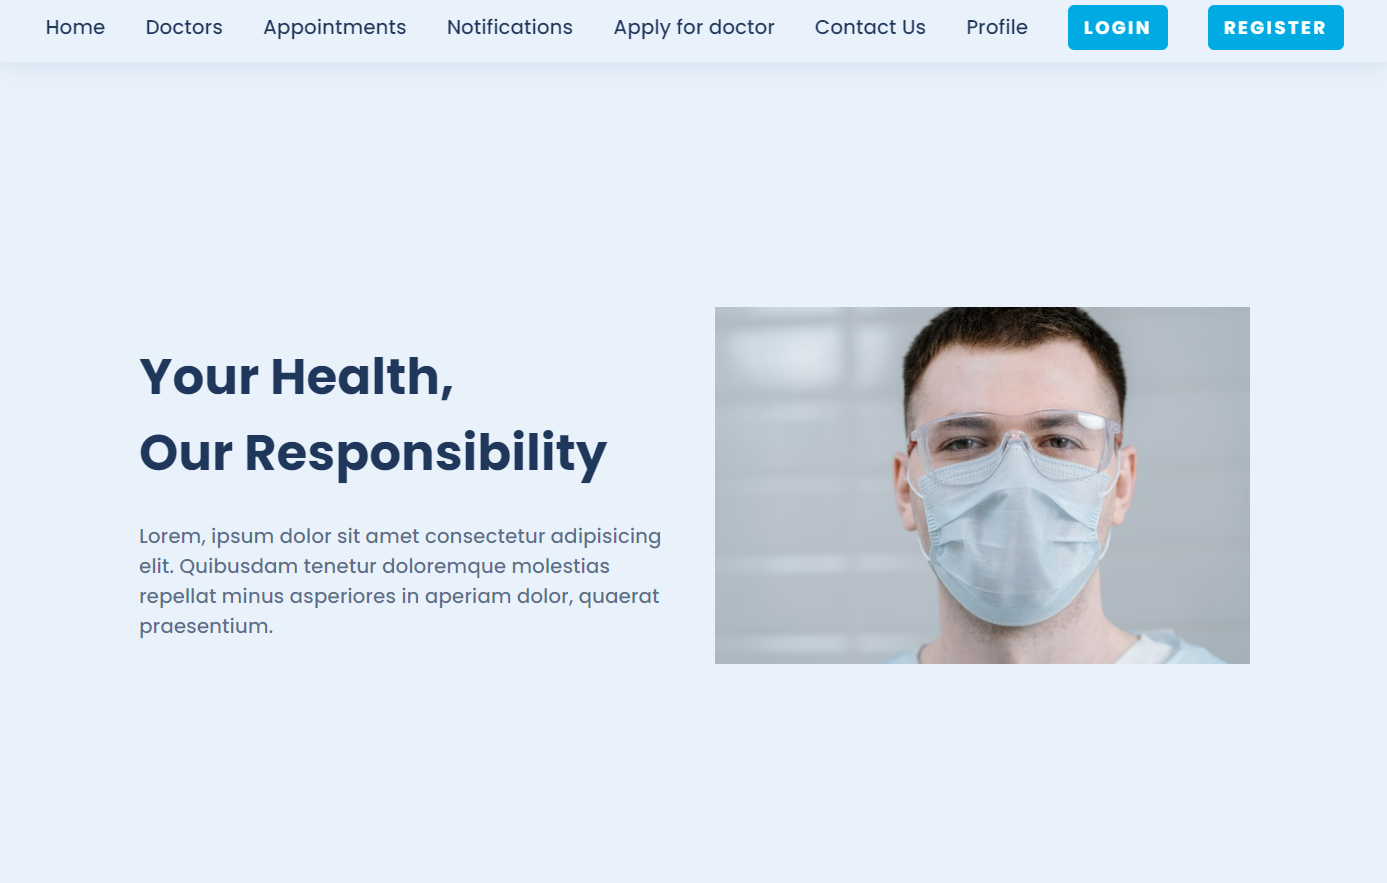 Home Doctors Appointments Notifications Apply for doctor Contact Us Profile LOGIN REGISTER
Your Health,
Our Responsibility
Lorem, ipsum dolor sit amet consectetur adipisicing
elit. Quibusdam tenetur doloremque molestias
repellat minus asperiores in aperiam dolor, quaerat
praesentium.